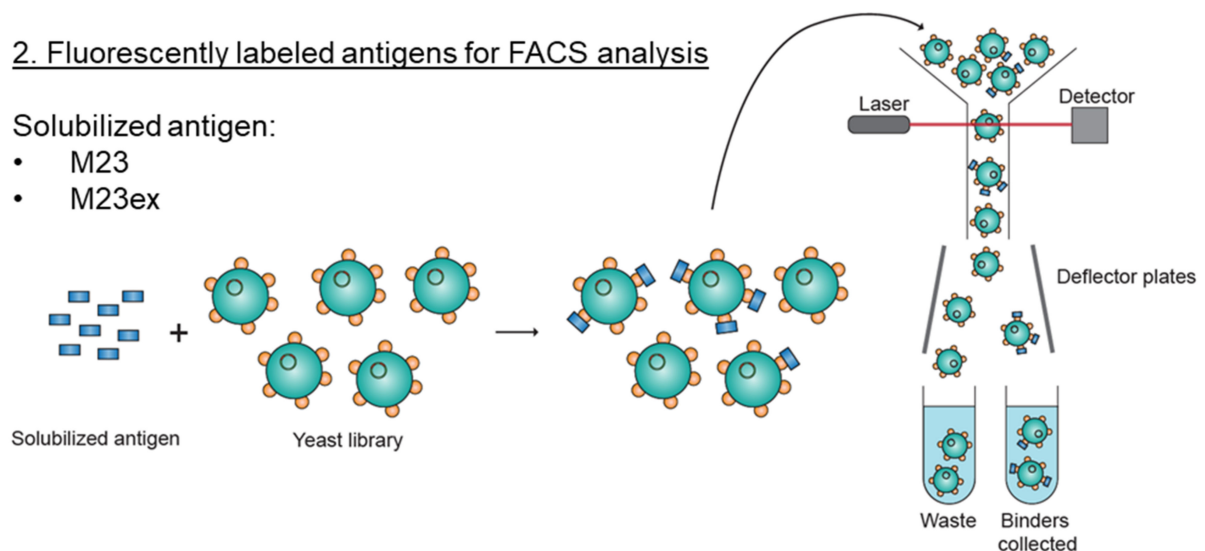 2. Fluorescently labeled antigens for FACS analysis
Solubilized antigen:
• M23
• M23ex
Solubilized antigen
+
Yeast library
Laser
Detector
Deflector plates
Waste
Binders
collected